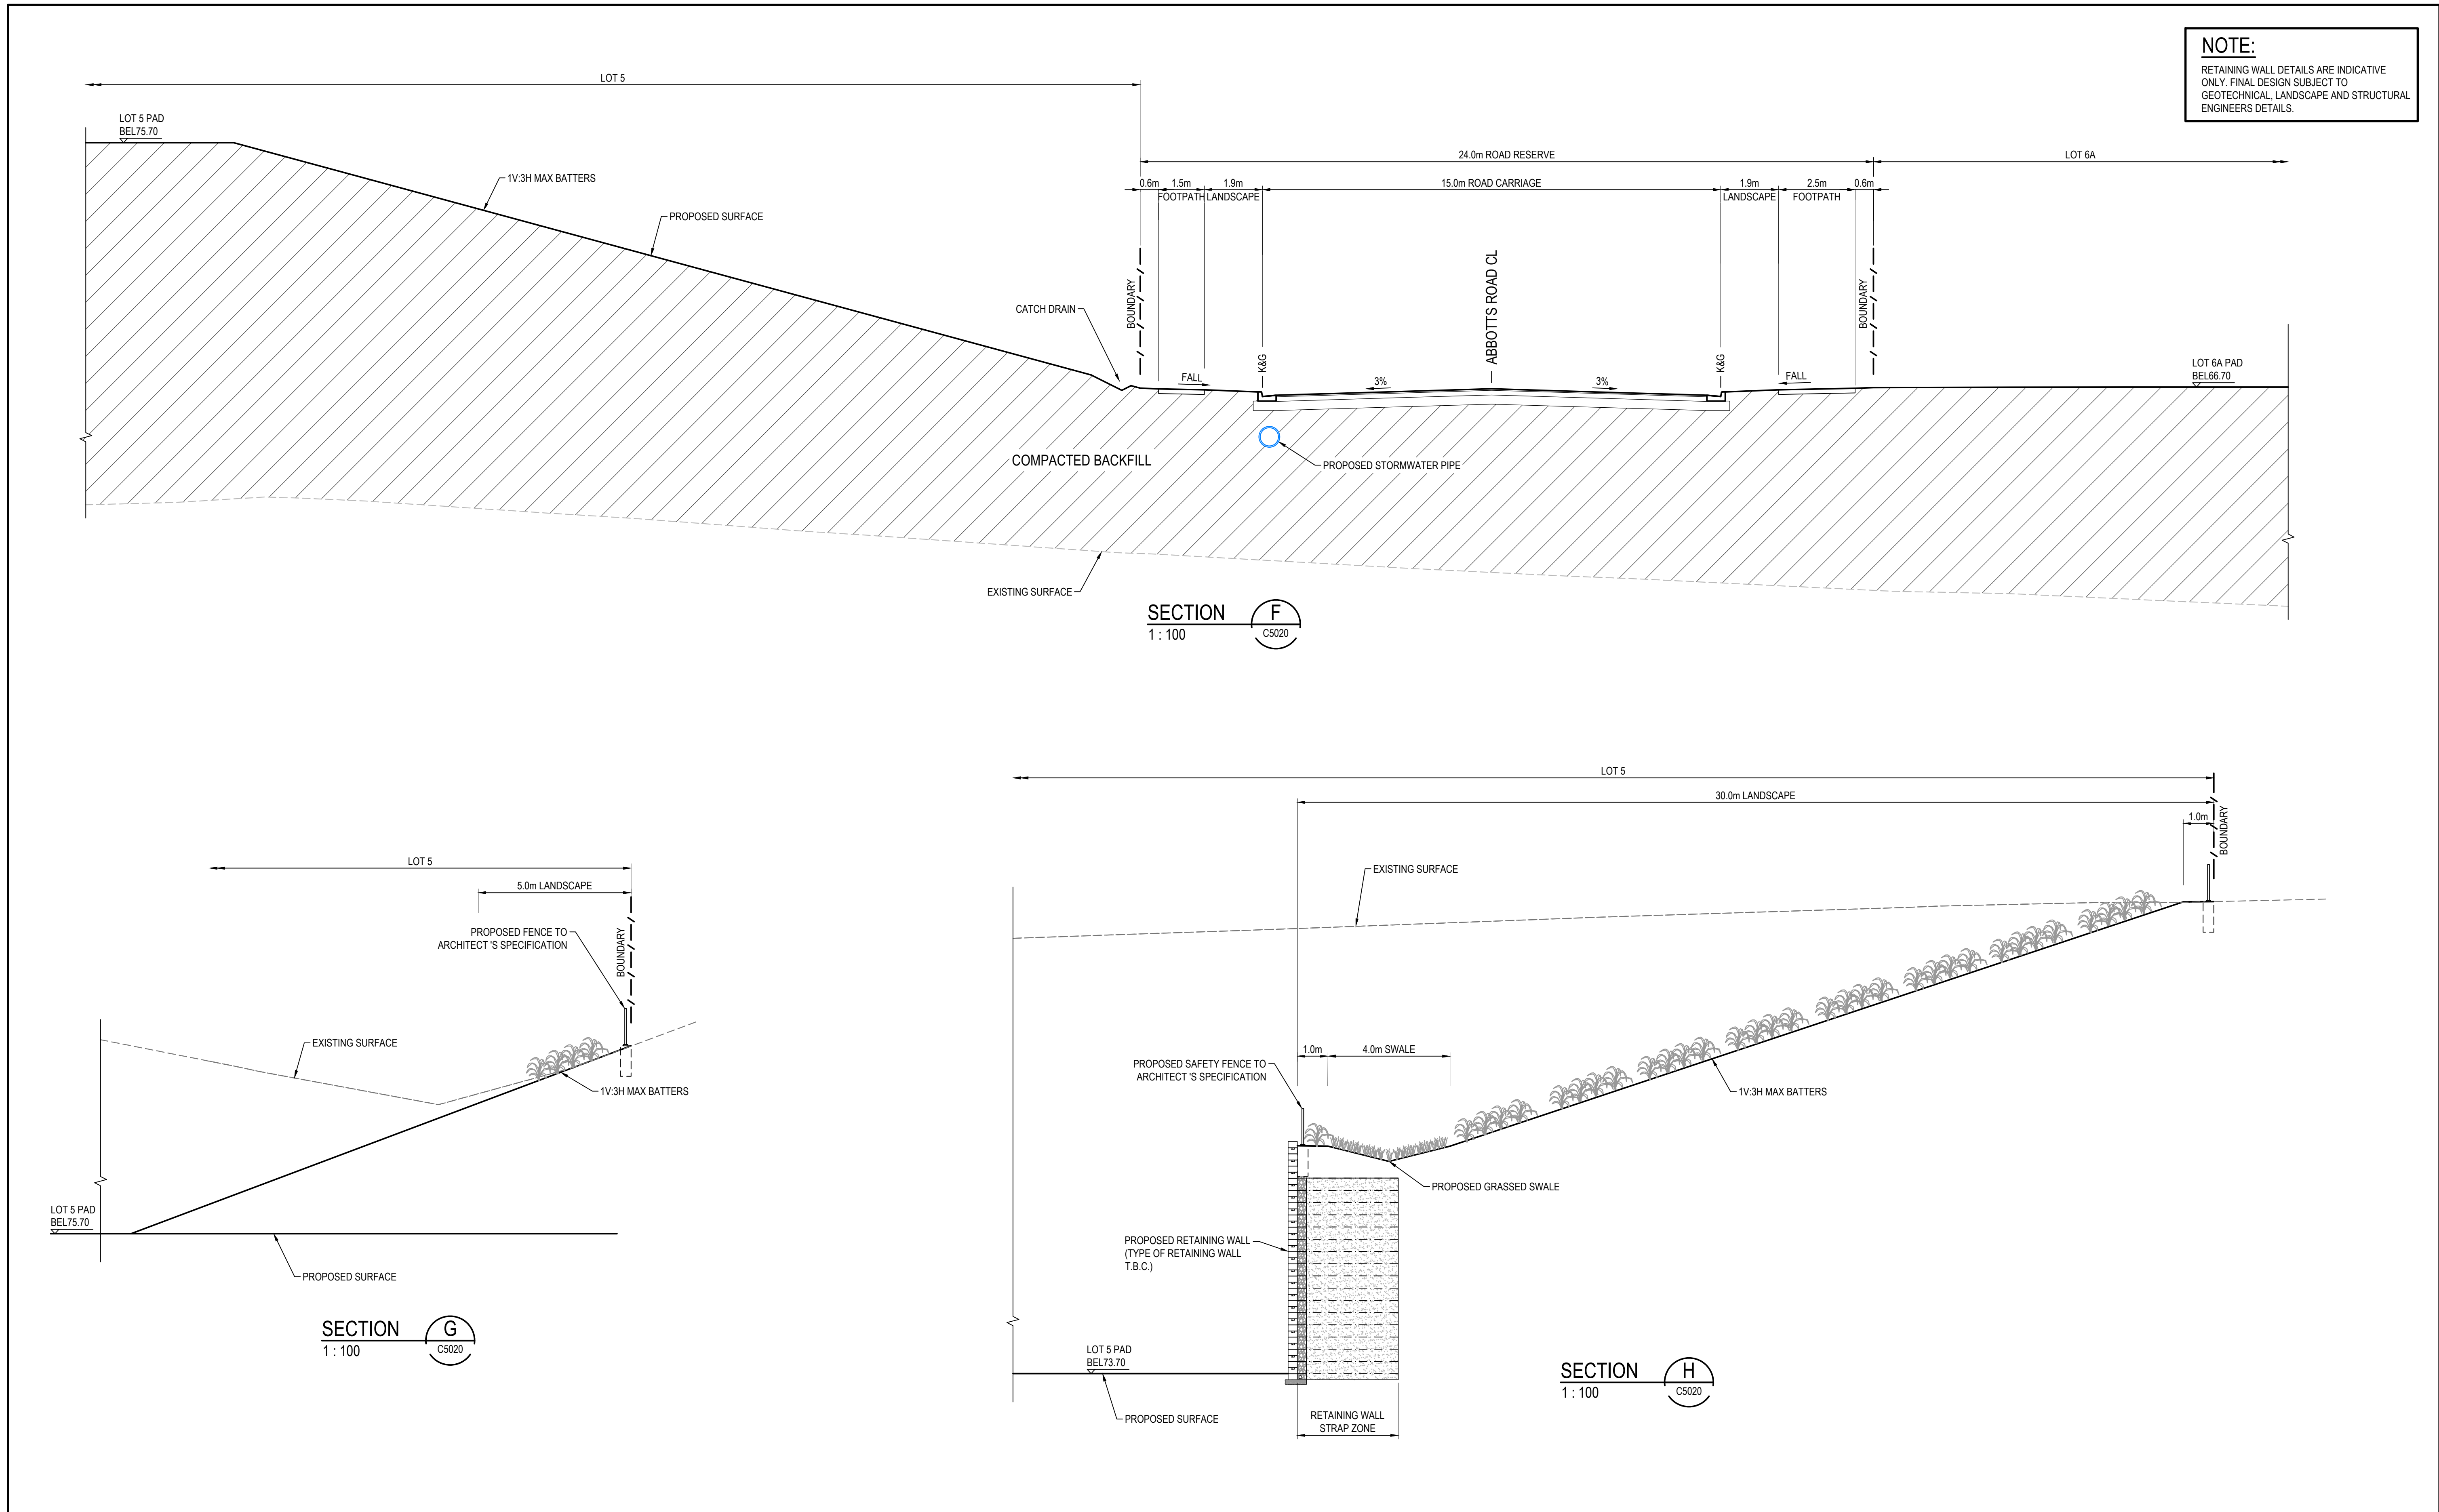 NOTE:
RETAINING WALL DETAILS ARE INDICATIVE
ONLY. FINAL DESIGN SUBJECT TO
GEOTECHNICAL, LANDSCAPE AND STRUCTURAL
ENGINEERS DETAILS.
LOT 5
LOT 5 PAD
BEL75.70
1V:3H MAX BATTERS
PROPOSED SURFACE
24.0m ROAD RESERVE
LOT 6A
0.6m
1.5m
FOOTPATH
1.9m
LANDSCAPE
15.0m ROAD CARRIAGE
1.9m
LANDSCAPE
2.5m
FOOTPATH
0.6m
CATCH DRAIN
BOUNDARY
FALL
K&G
3%
ABBOTTS ROAD CL
3%
K&G
FALL
BOUNDARY
LOT 6A PAD
BEL66.70
COMPACTED BACKFILL
PROPOSED STORMWATER PIPE
EXISTING SURFACE
SECTION
1 : 100
F
C5020
LOT 5
5.0m LANDSCAPE
PROPOSED FENCE TO
ARCHITECT 'S SPECIFICATION
BOUNDARY
EXISTING SURFACE
1V:3H MAX BATTERS
LOT 5 PAD
BEL75.70
PROPOSED SURFACE
SECTION
1 : 100
G
C5020
LOT 5
30.0m LANDSCAPE
1.0m
BOUNDARY
EXISTING SURFACE
1.0m
4.0m SWALE
PROPOSED SAFETY FENCE TO
ARCHITECT 'S SPECIFICATION
1V:3H MAX BATTERS
PROPOSED GRASSED SWALE
PROPOSED RETAINING WALL
(TYPE OF RETAINING WALL
T.B.C.)
LOT 5 PAD
BEL73.70
PROPOSED SURFACE
RETAINING WALL
STRAP ZONE
SECTION
1 : 100
H
C5020